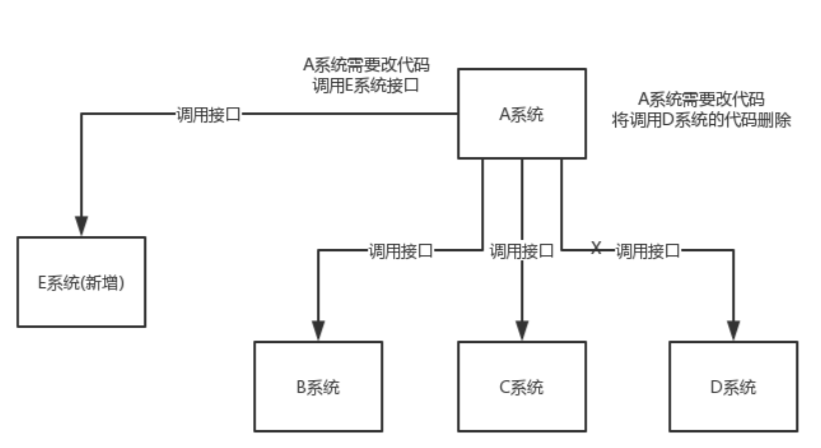 A系统需要改代码
调用E系统接口
A系统
A系统需要改代码
将调用D系统的代码删除
调用接口
E系统(新增)
调用接口
调用接口
X
调用接口
B系统
C系统
D系统